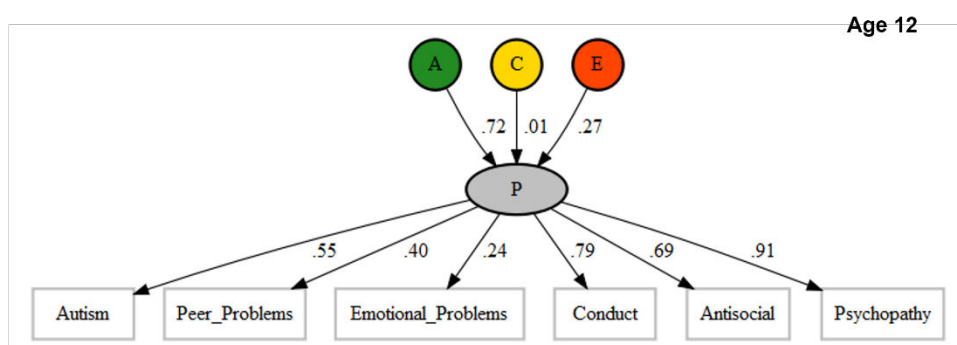 Age 12
A C E
.72 .01 .27
P
.55 .40 .24 .79 .69 .91
Autism Peer_Problems Emotional_Problems Conduct Antisocial Psychopathy